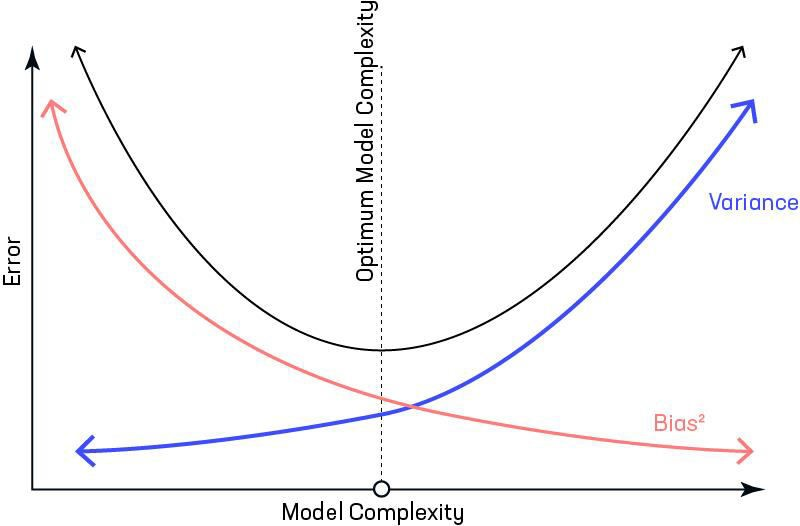 Optimum Model Complexity
Error
Variance
Bias²
Model Complexity